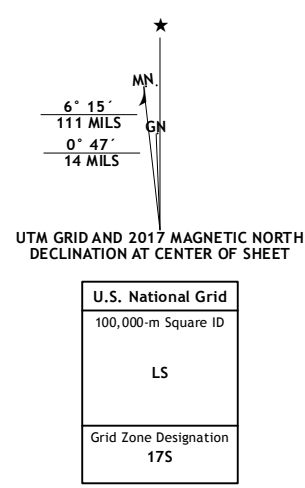 MN.
6° 15´
111 MILS
GN
0° 47´
14 MILS
UTM GRID AND 2017 MAGNETIC NORTH
DECLINATION AT CENTER OF SHEET
U.S. National Grid
100,000-m Square ID
LS
Grid Zone Designation
17S